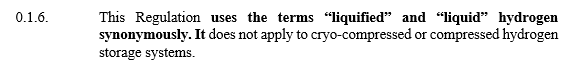 0.1.6. This Regulation uses the terms “liquified” and “liquid” hydrogen
synonymously. It does not apply to cryo-compressed or compressed hydrogen
storage systems.